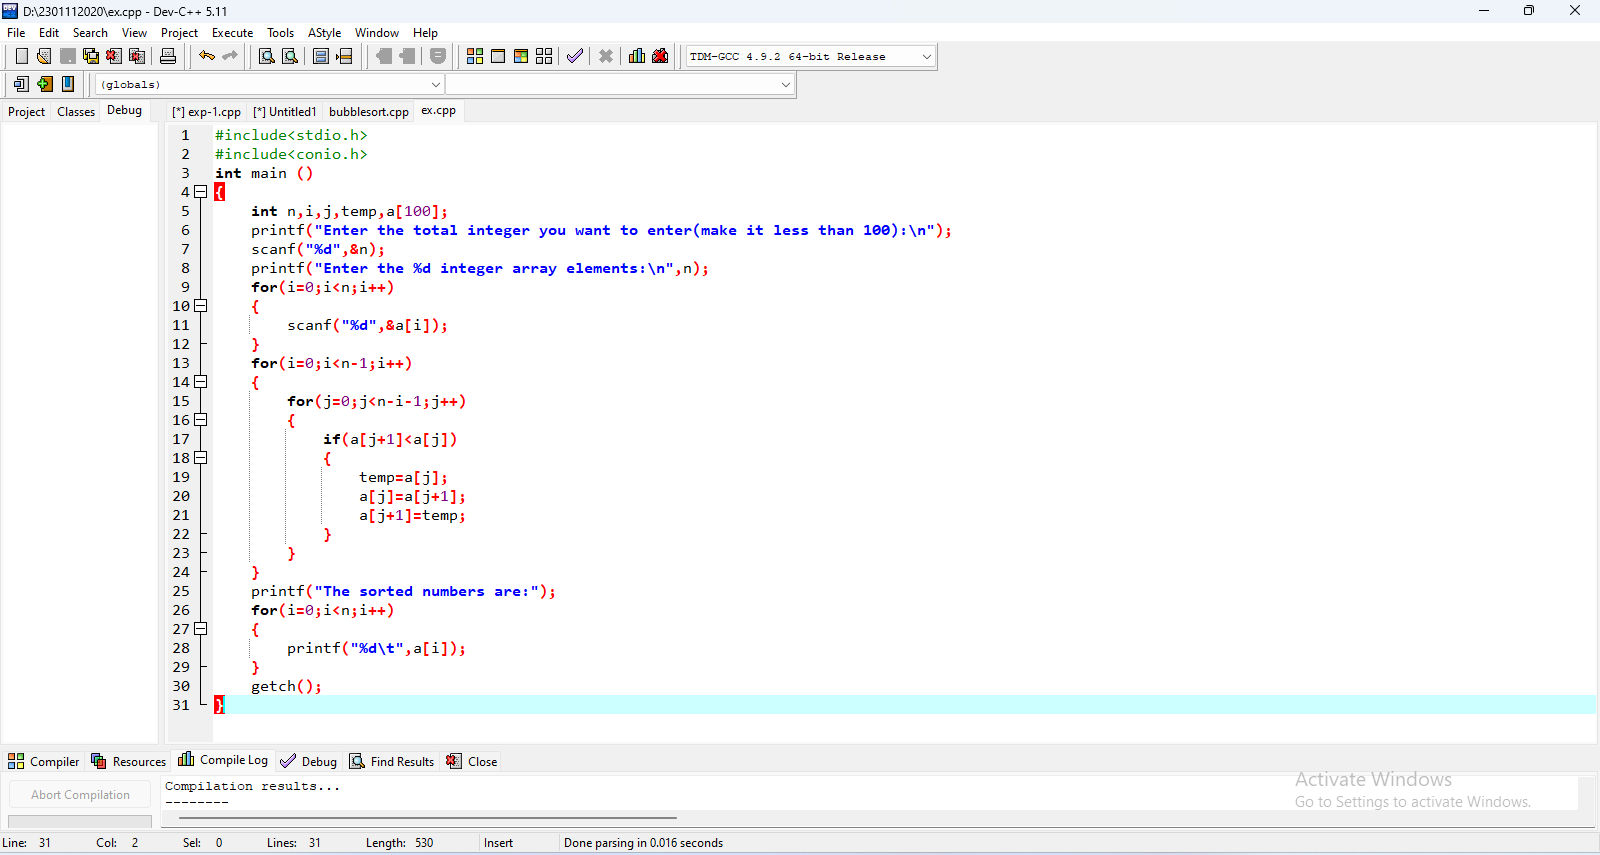 D:\2301112020\ex.cpp - Dev-C++ 5.11
File Edit Search View Project Execute Tools AStyle Window Help
TDM-GCC 4.9.2 64-bit Release
(globals)
Project Classes Debug [*] exp-1.cpp [*] Untitled1 bubblesort.cpp ex.cpp
1 #include<stdio.h>
2 #include<conio.h>
3 int main ()
4 {
5 int n,i,j,temp,a[100];
6 printf("Enter the total integer you want to enter(make it less than 100):\n");
7 scanf("%d",&n);
8 printf("Enter the %d integer array elements:\n",n);
9 for(i=0;i<n;i++)
10 {
11 scanf("%d",&a[i]);
12 }
13 for(i=0;i<n-1;i++)
14 {
15 for(j=0;j<n-i-1;j++)
16 {
17 if(a[j+1]<a[j])
18 {
19 temp=a[j];
20 a[j]=a[j+1];
21 a[j+1]=temp;
22 }
23 }
24 }
25 printf("The sorted numbers are:");
26 for(i=0;i<n;i++)
27 {
28 printf("%d\t",a[i]);
29 }
30 getch();
31 }
Compiler Resources Compile Log Debug Find Results Close
Abort Compilation
Compilation results...
--------
Activate Windows
Go to Settings to activate Windows.
Line: 31 Col: 2 Sel: 0 Lines: 31 Length: 530 Insert Done parsing in 0.016 seconds